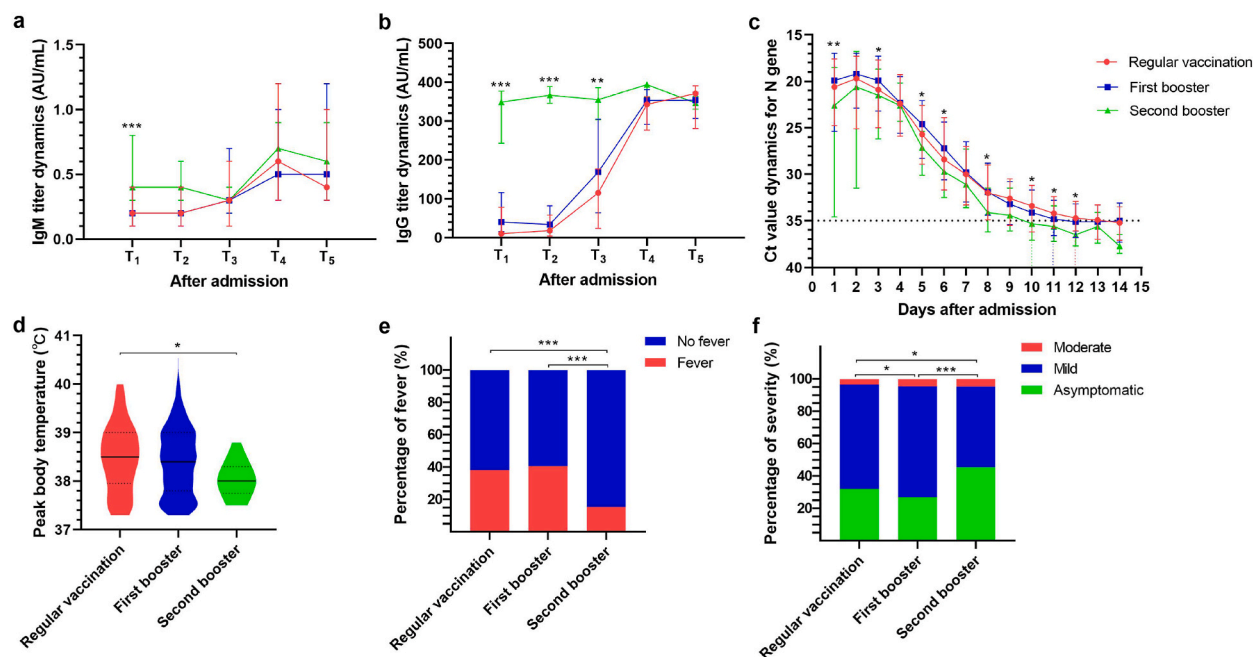 a
IgM titer dynamics (AU/mL)
1.5
1.0
0.5
0.0
***
T1 T2 T3 T4 T5
After admission
b
IgG titer dynamics (AU/mL)
500
400
300
200
100
0
*** *** **
T1 T2 T3 T4 T5
After admission
c
Ct value dynamics for N gene
15
20
25
30
35
40
** * * * * * * *
0 1 2 3 4 5 6 7 8 9 10 11 12 13 14 15
Days after admission
Regular vaccination
First booster
Second booster
d
Peak body temperature (℃)
41
40
39
38
37
*
Regular vaccination
First booster
Second booster
e
Percentage of fever (%)
100
80
60
40
20
***
***
No fever
Fever
Regular vaccination
First booster
Second booster
f
Percentage of severity (%)
100
80
60
40
20
*
* ***
Moderate
Mild
Asymptomatic
Regular vaccination
First booster
Second booster